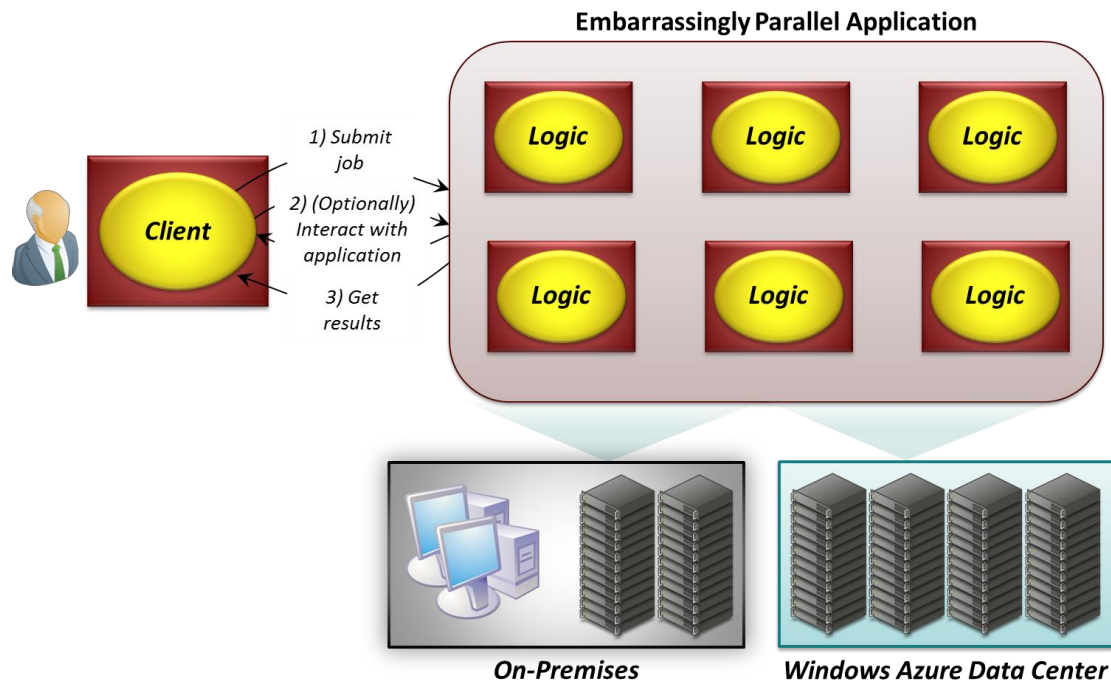 Embarrassingly Parallel Application
Logic
Logic
Logic
1) Submit
job
2) (Optionally)
Interact with
application
Client
3) Get
results
Logic
Logic
Logic
On-Premises
Windows Azure Data Center